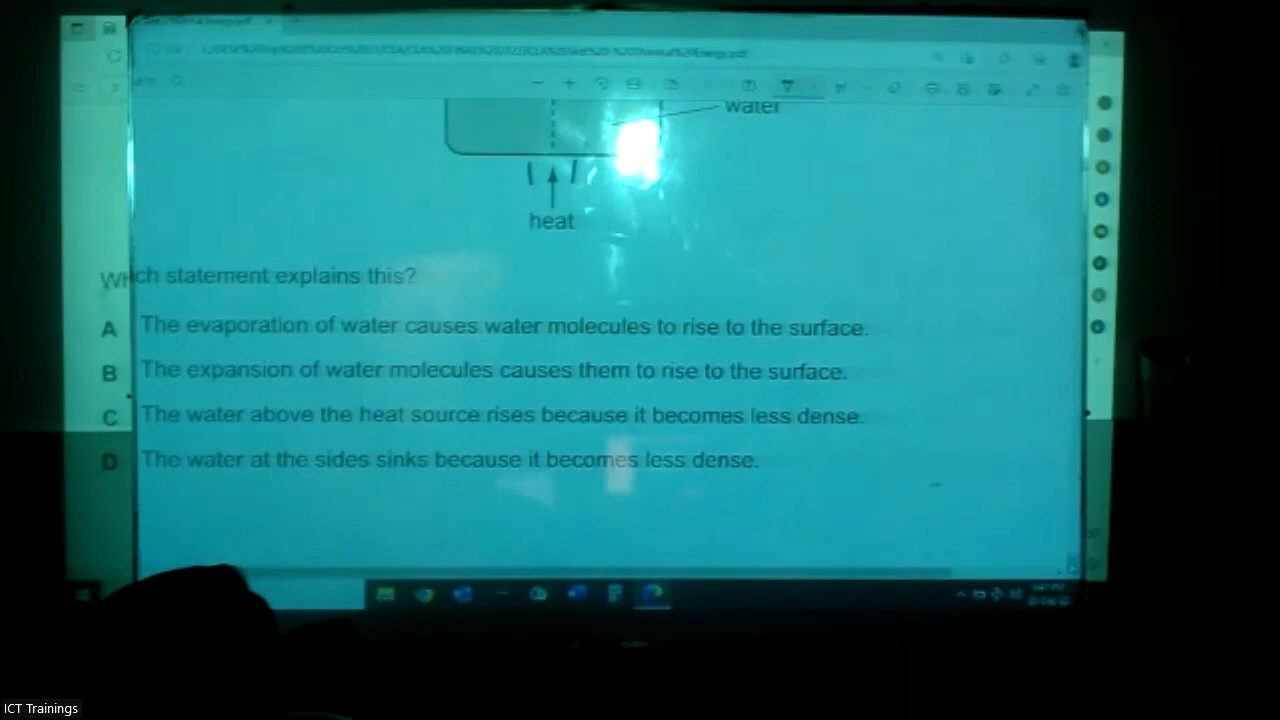 water
heat
Which statement explains this?
A The evaporation of water causes water molecules to rise to the surface.
B The expansion of water molecules causes them to rise to the surface.
C The water above the heat source rises because it becomes less dense.
D The water at the sides sinks because it becomes less dense.
ICT Trainings